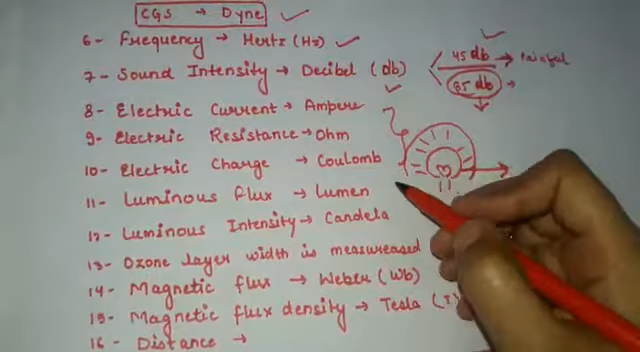 CGS → Dyne
6- Frequency → Hertz (Hz)
7- Sound Intensity → Decibel (db)
45 db → Painful
85 db →
8- Electric Current → Ampere
9- Electric Resistance → Ohm
10- Electric Charge → Coulomb
11- Luminous flux → Lumen
12- Luminous Intensity → Candela
13- Ozone layer width is measured
14- Magnetic flux → Weber (Wb)
15- Magnetic flux density → Tesla (T)
16- Distance →